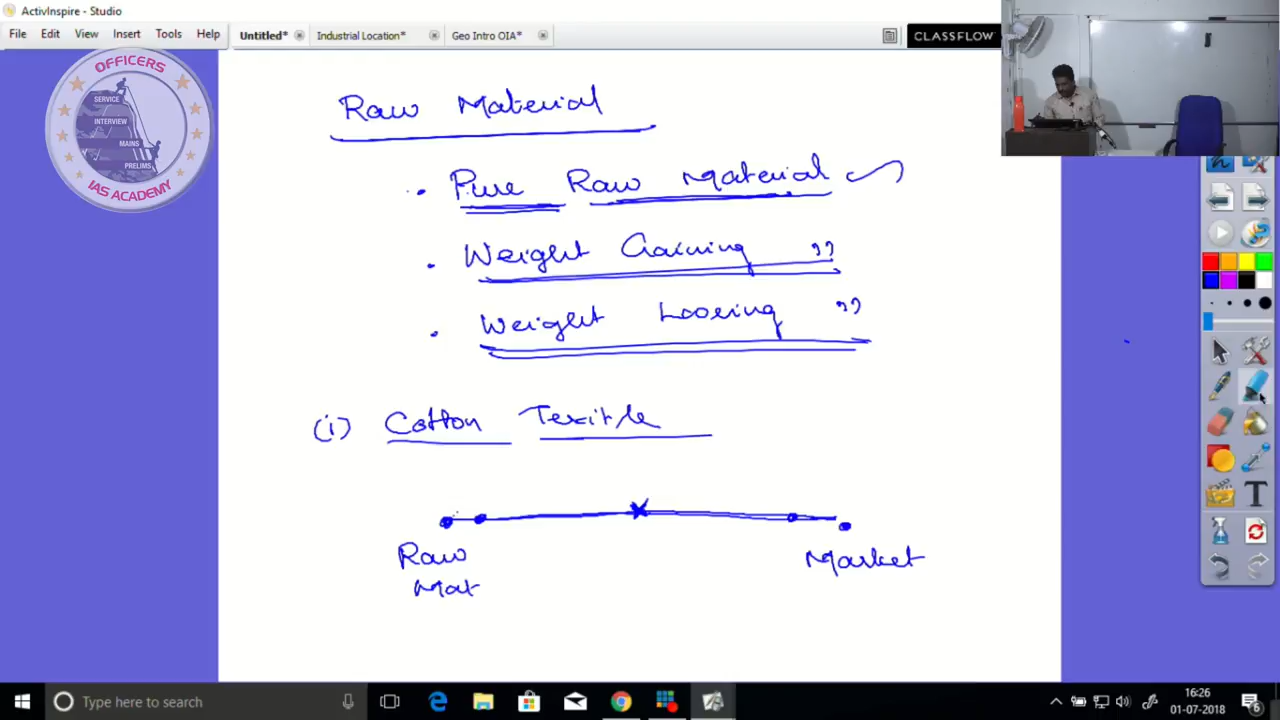 ActivInspire - Studio
File Edit View Insert Tools Help
Untitled* Industrial Location* Geo Intro OIA* CLASSFLOW
OFFICERS
SERVICE
INTERVIEW
MAINS
PRELIMS
IAS ACADEMY
Raw Material
Pure Raw Material
Weight Gaining ,,
Weight Loosing ,,
(i) Cotton Textile
Raw Mat
Market
Type here to search
16:26
01-07-2018
6